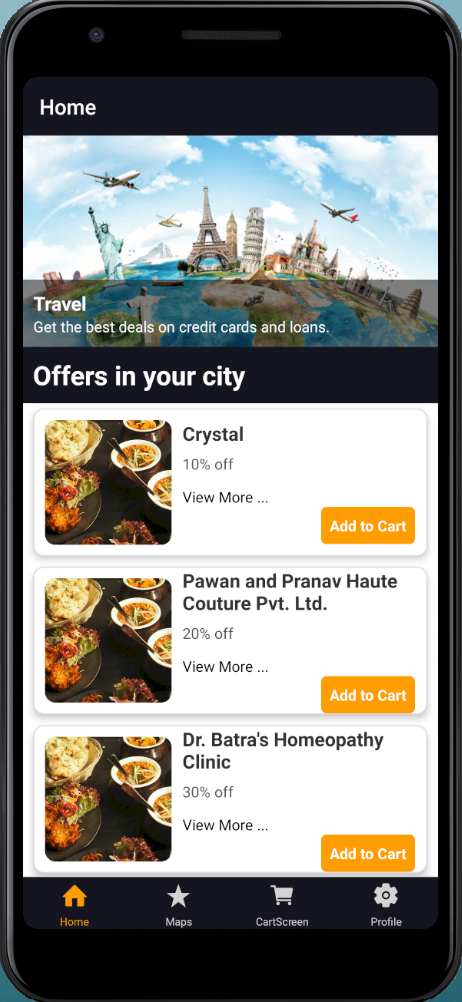 Home
Travel
Get the best deals on credit cards and loans.
Offers in your city
Crystal
10% off
View More ...
Add to Cart
Pawan and Pranav Haute
Couture Pvt. Ltd.
20% off
View More ...
Add to Cart
Dr. Batra's Homeopathy
Clinic
30% off
View More ...
Add to Cart
Home
Maps
CartScreen
Profile